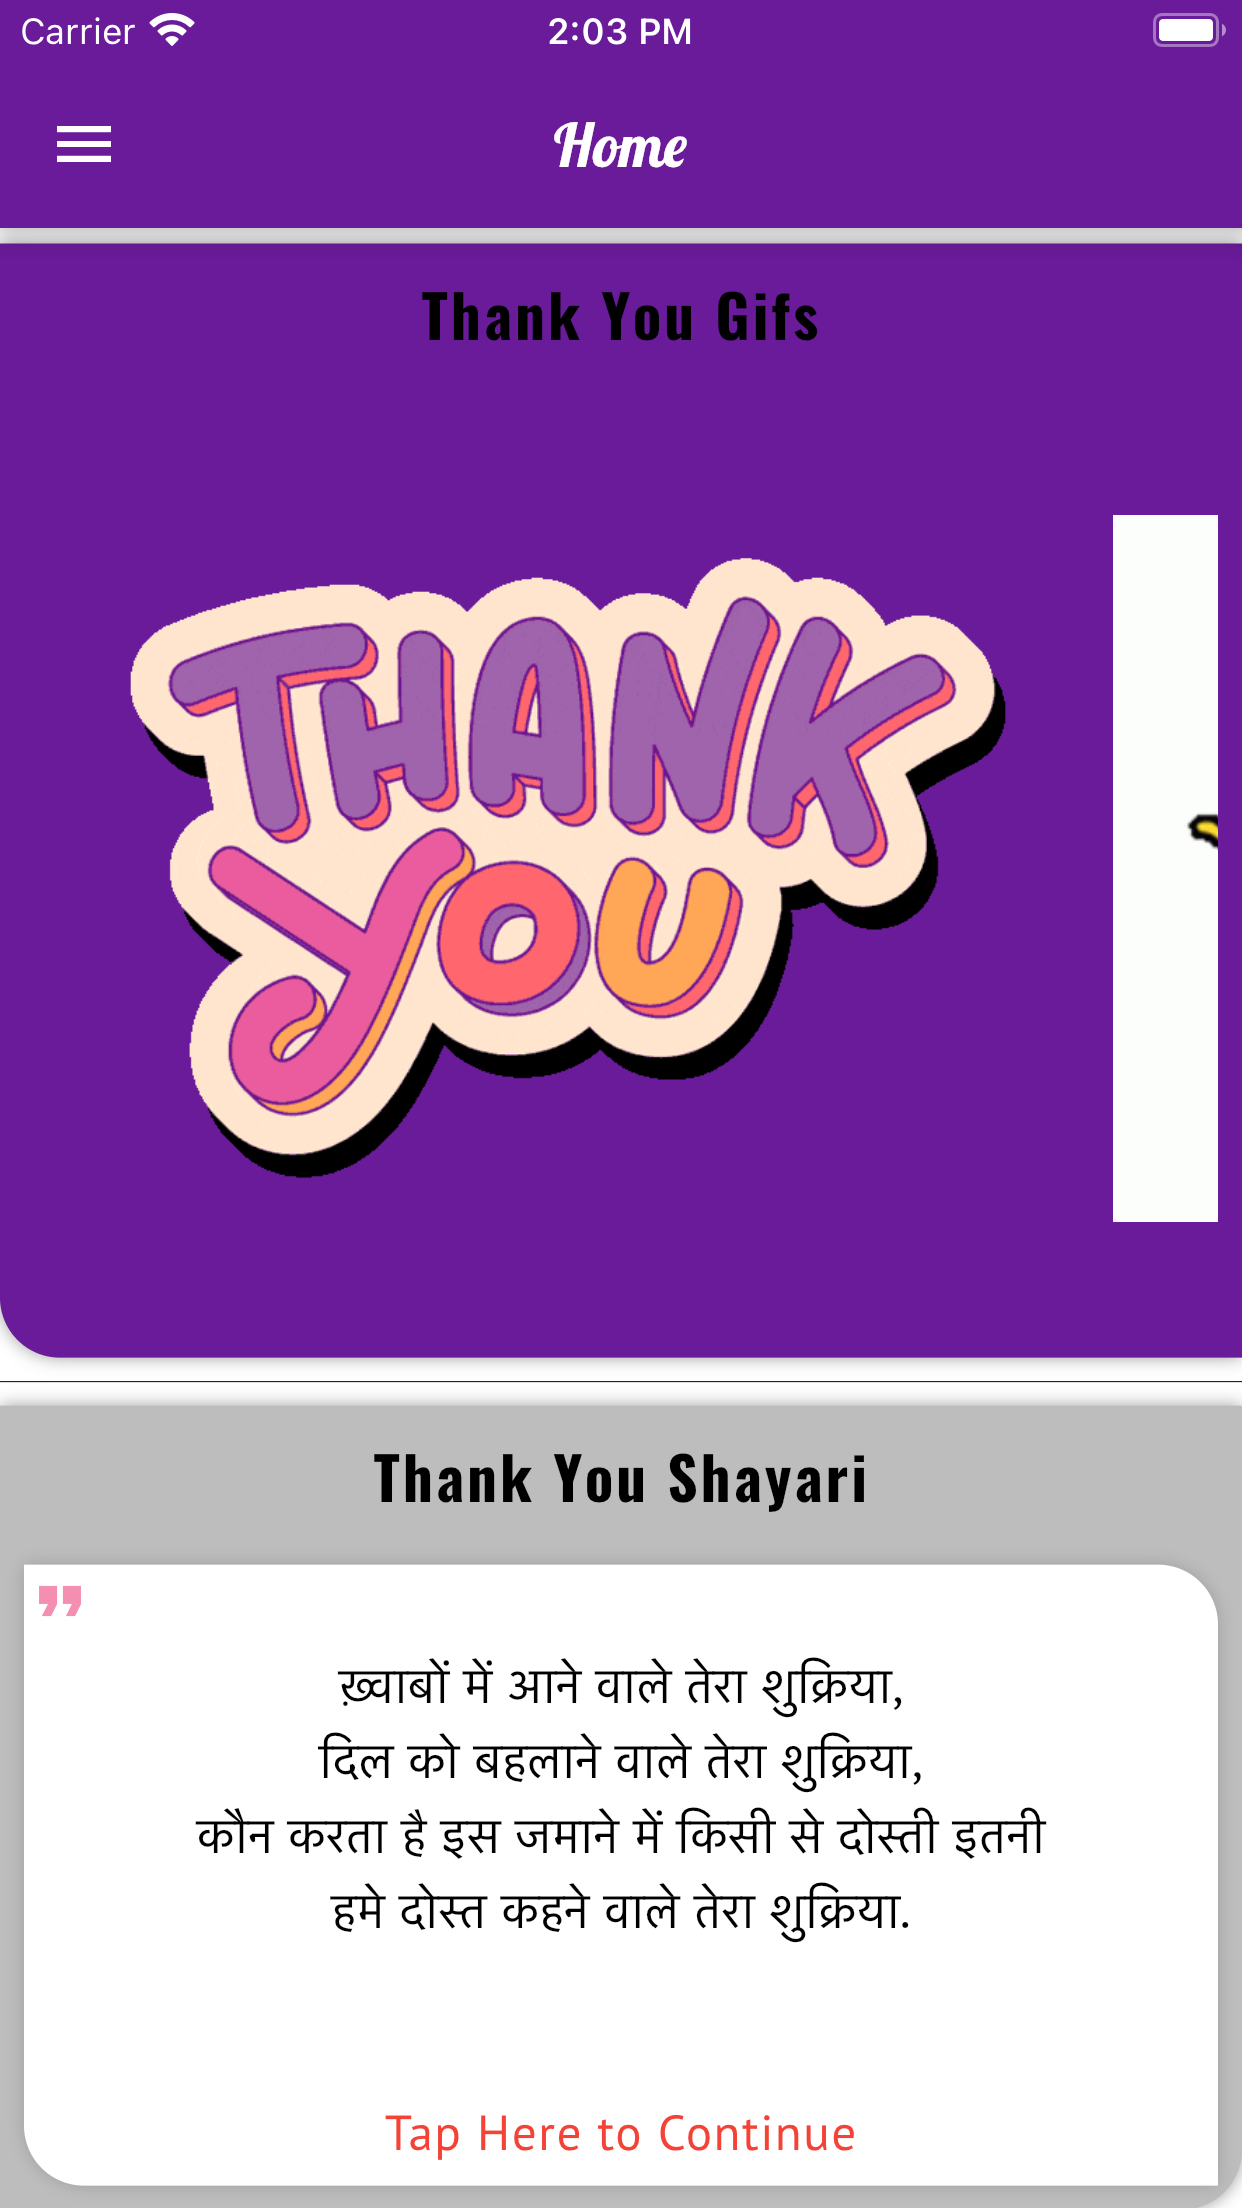 Carrier 2:03 PM
Home
Thank You Gifs
THANK
YOU
Thank You Shayari
ख़्वाबों में आने वाले तेरा शुक्रिया,
दिल को बहलाने वाले तेरा शुक्रिया,
कौन करता है इस जमाने में किसी से दोस्ती इतनी
हमे दोस्त कहने वाले तेरा शुक्रिया.
Tap Here to Continue